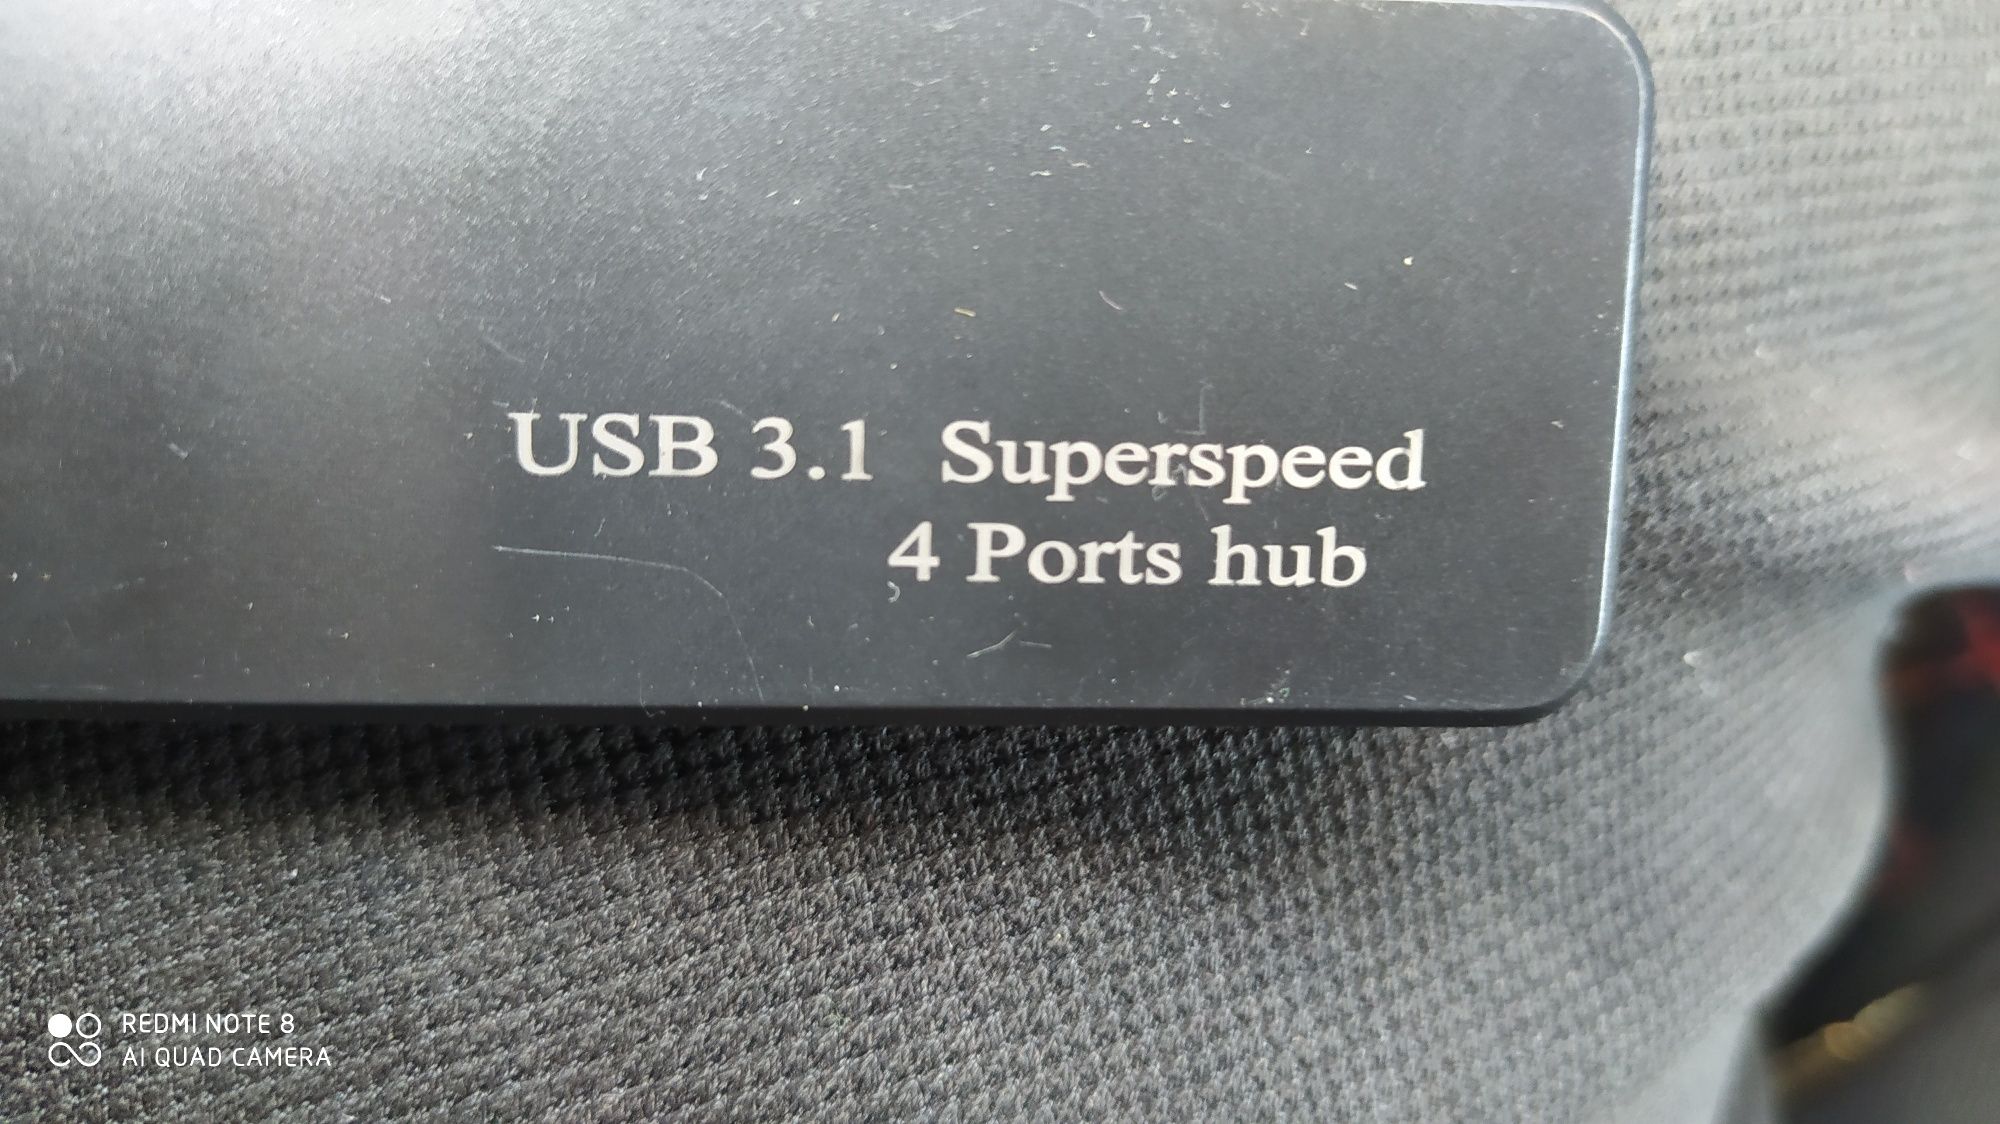 USB 3.1 Superspeed
4 Ports hub
REDMI NOTE 8
AI QUAD CAMERA